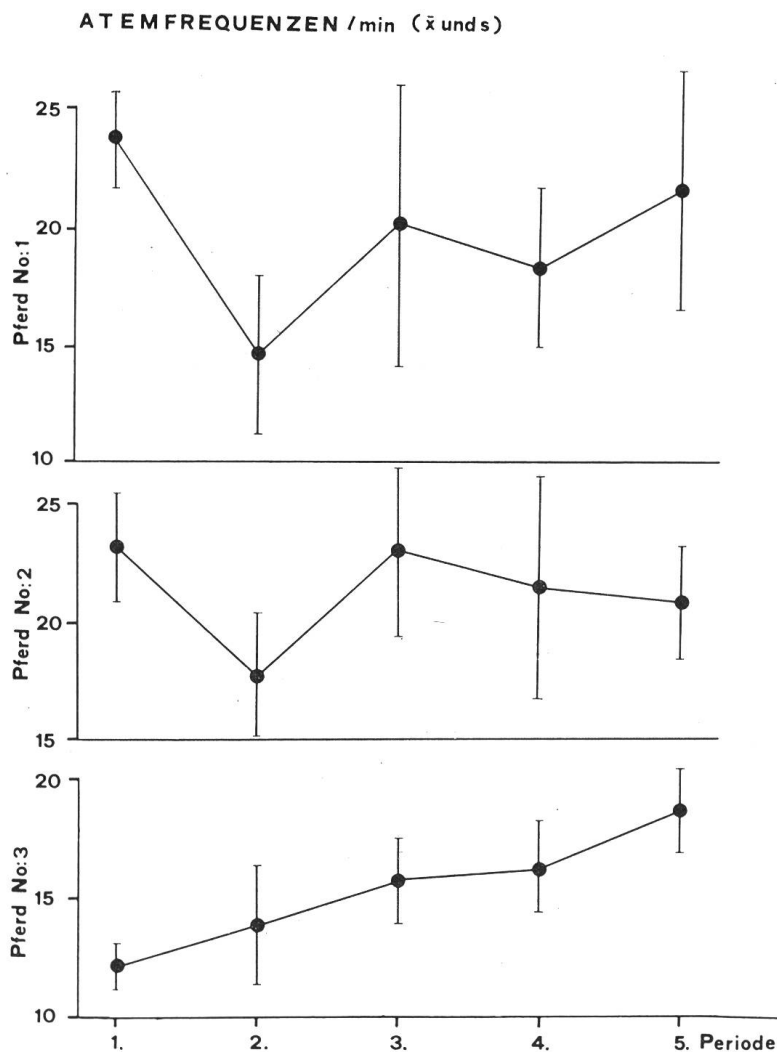 ATEMFREQUENZEN /min (x̄ und s)
25
20
15
10
Pferd No:1
25
20
15
Pferd No:2
20
15
10
Pferd No:3
1. 2. 3. 4. 5. Periode